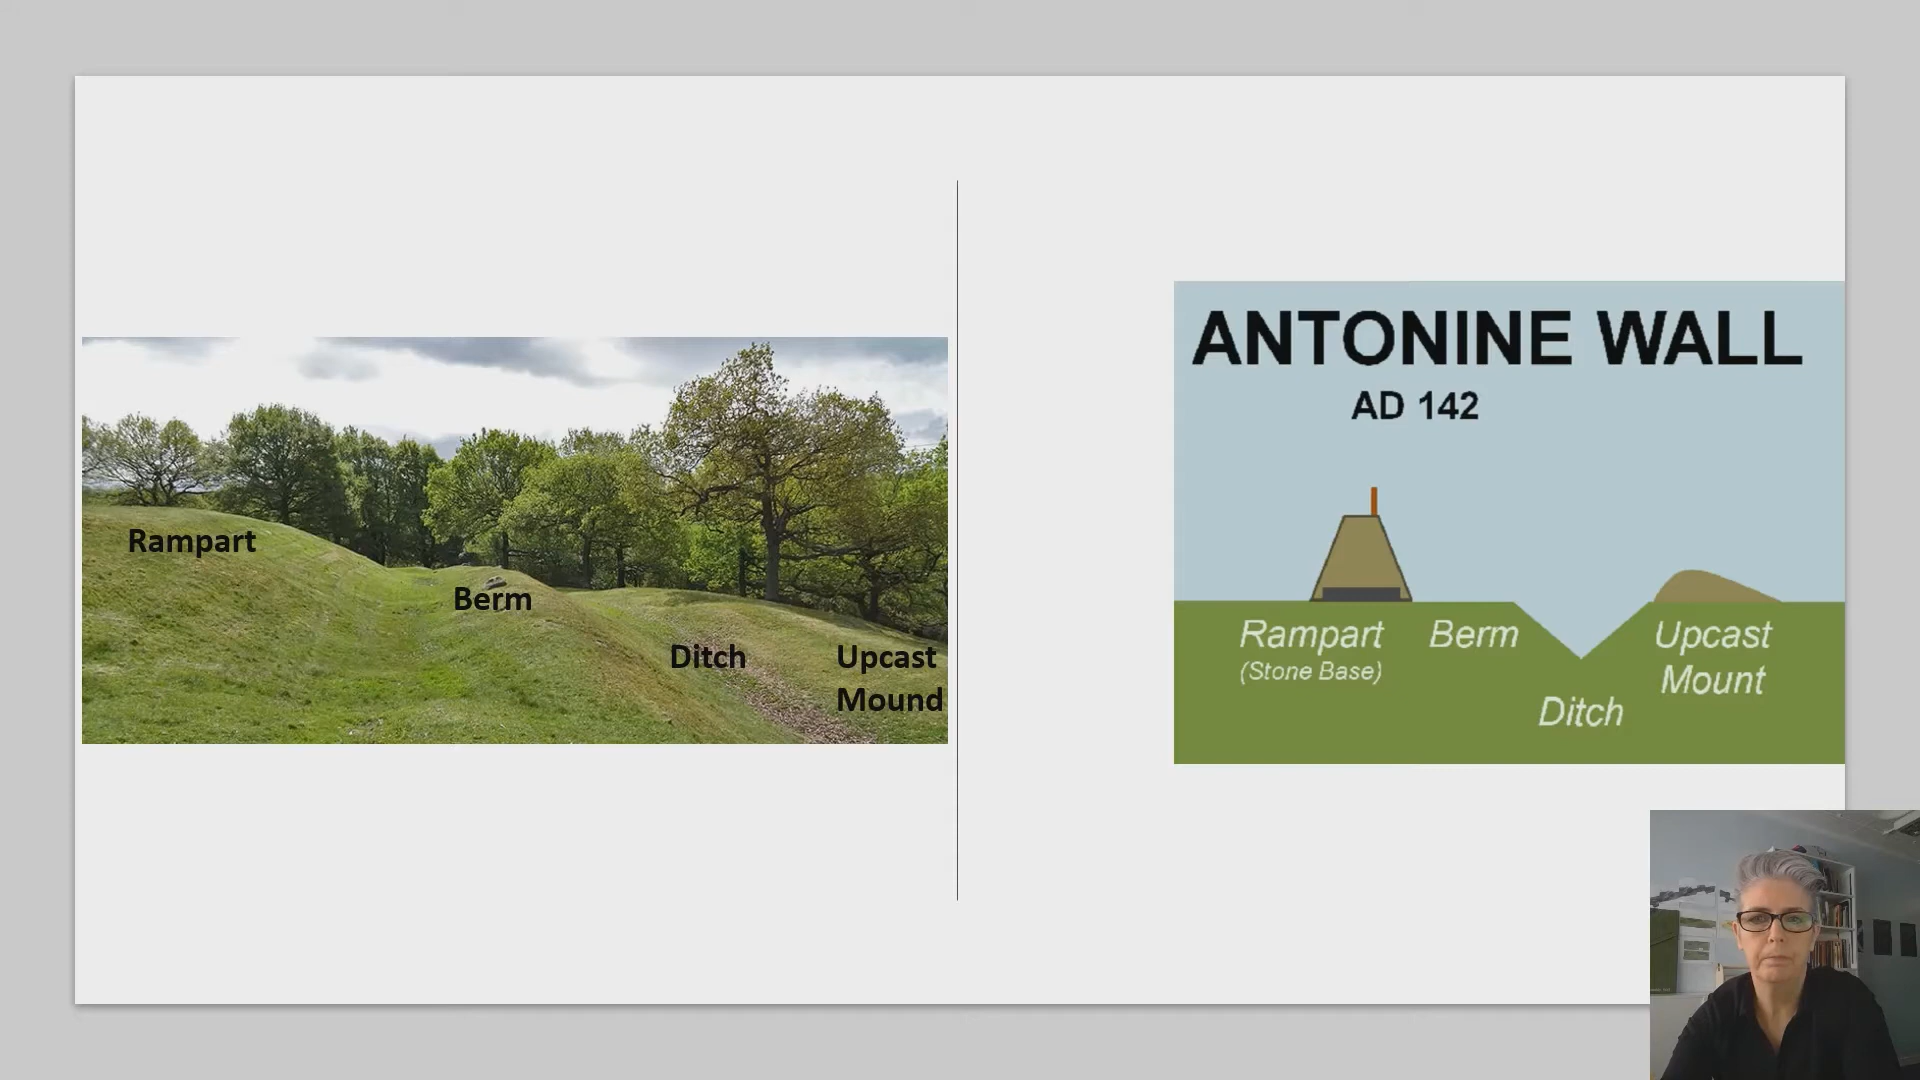 Rampart
Berm
Ditch
Upcast
Mound
ANTONINE WALL
AD 142
Rampart
(Stone Base)
Berm
Ditch
Upcast
Mount